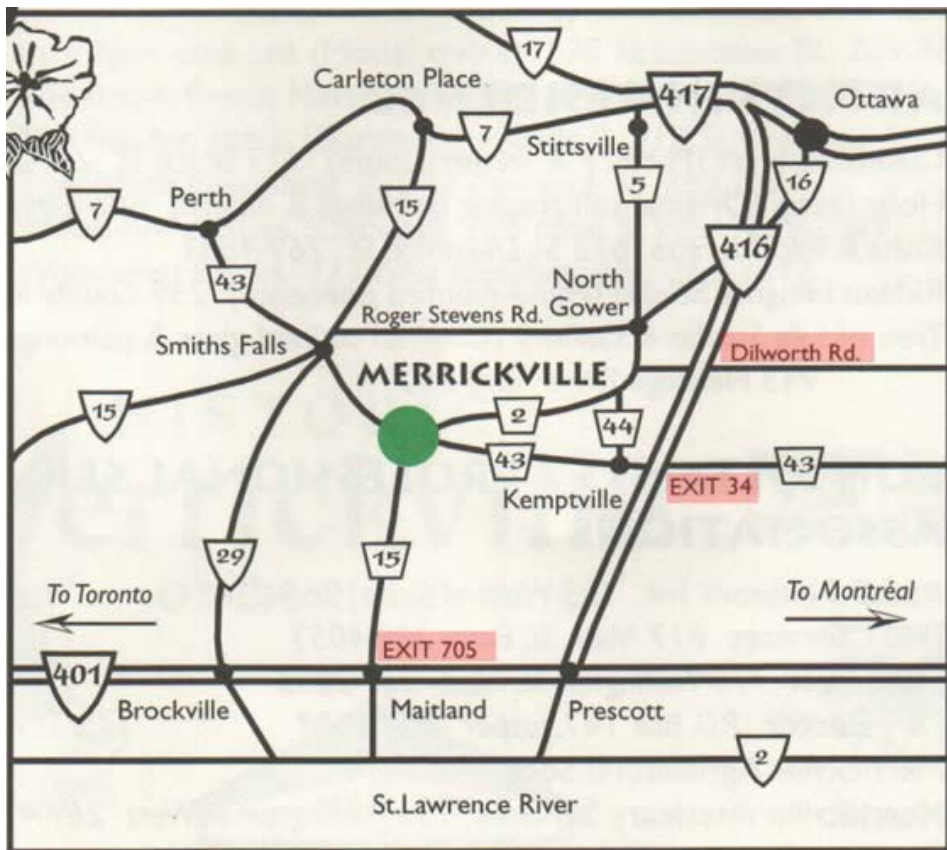 17
Carleton Place
417
Ottawa
7
Stittsville
16
5
15
Perth
7
416
43
North
Gower
Roger Stevens Rd.
Smiths Falls
Dilworth Rd.
MERRICKVILLE
15
2
44
43
43
Kemptville
EXIT 34
29
15
To Toronto
To Montréal
EXIT 705
401
Brockville
Maitland
Prescott
2
St.Lawrence River